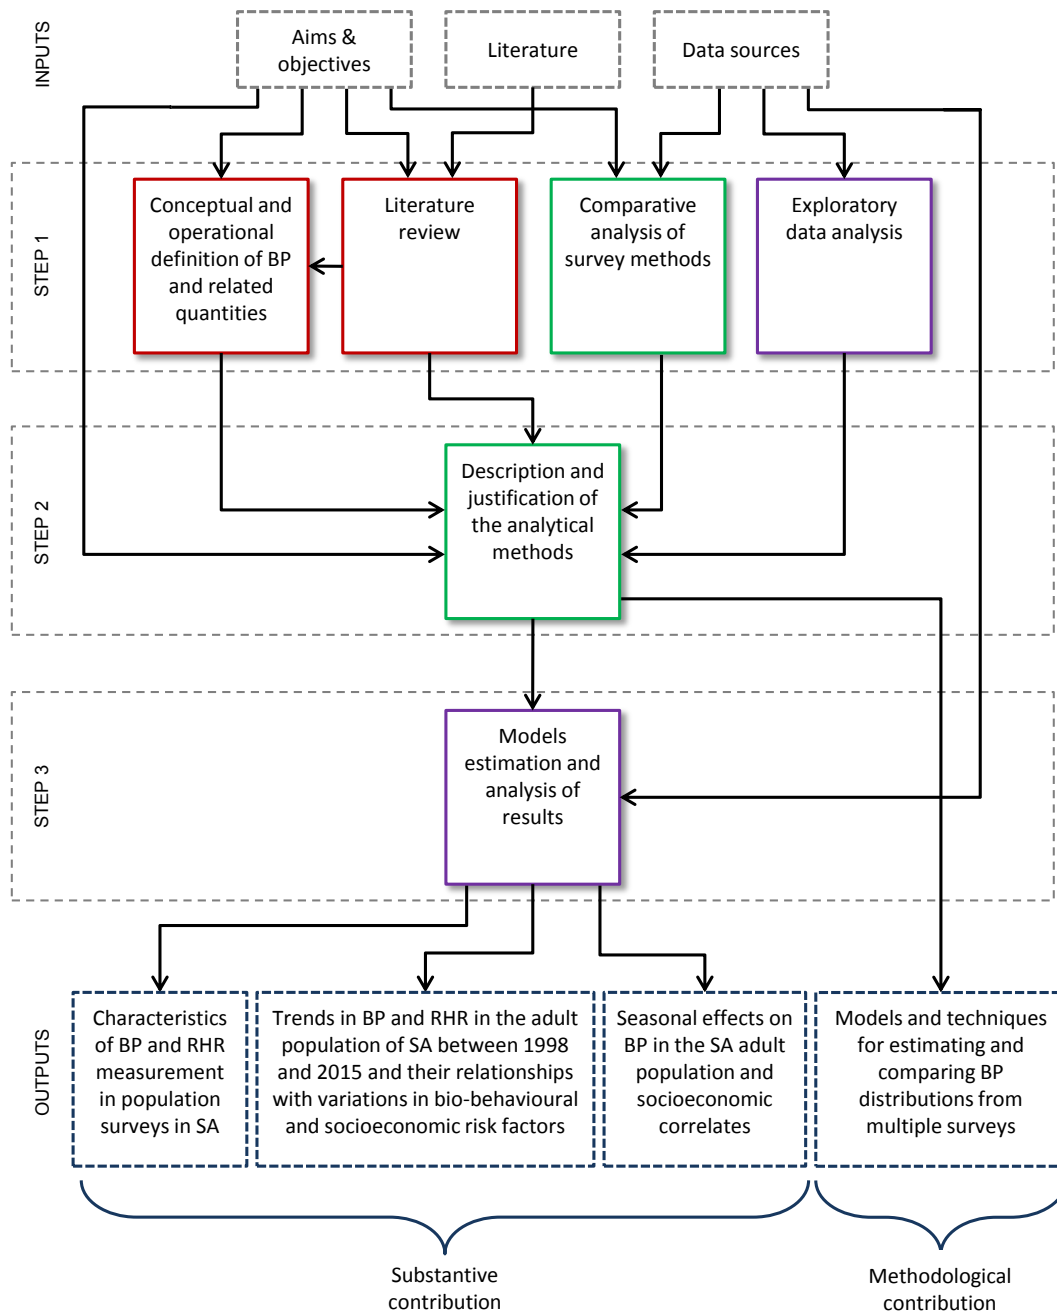 INPUTS
Aims &
objectives
Literature
Data sources
STEP 1
Conceptual and
operational
definition of BP
and related
quantities
Literature
review
Comparative
analysis of
survey methods
Exploratory
data analysis
STEP 2
Description and
justification of
the analytical
methods
STEP 3
Models
estimation and
analysis of
results
OUTPUTS
Characteristics
of BP and RHR
measurement
in population
surveys in SA
Trends in BP and RHR in the adult
population of SA between 1998
and 2015 and their relationships
with variations in bio-behavioural
and socioeconomic risk factors
Seasonal effects on
BP in the SA adult
population and
socioeconomic
correlates
Models and techniques
for estimating and
comparing BP
distributions from
multiple surveys
Substantive
contribution
Methodological
contribution